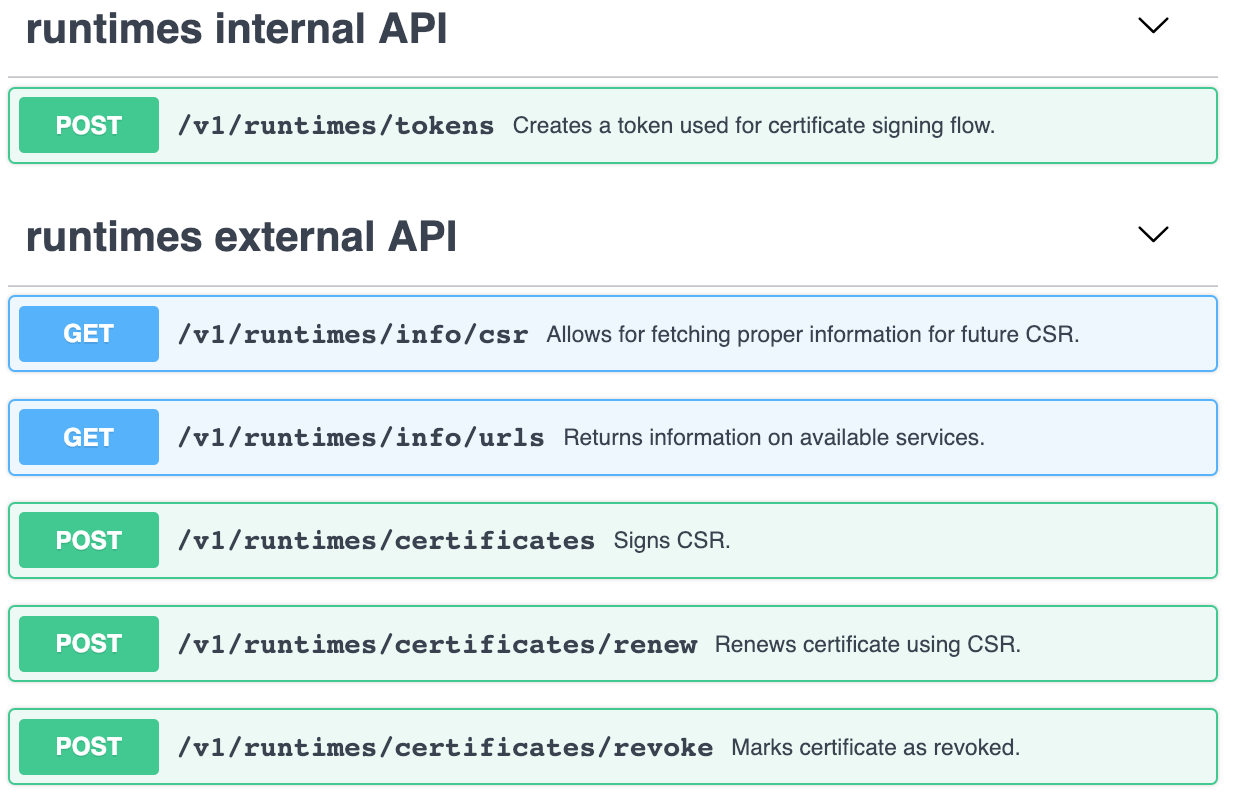 runtimes internal API
POST /v1/runtimes/tokens Creates a token used for certificate signing flow.
runtimes external API
GET /v1/runtimes/info/csr Allows for fetching proper information for future CSR.
GET /v1/runtimes/info/urls Returns information on available services.
POST /v1/runtimes/certificates Signs CSR.
POST /v1/runtimes/certificates/renew Renews certificate using CSR.
POST /v1/runtimes/certificates/revoke Marks certificate as revoked.